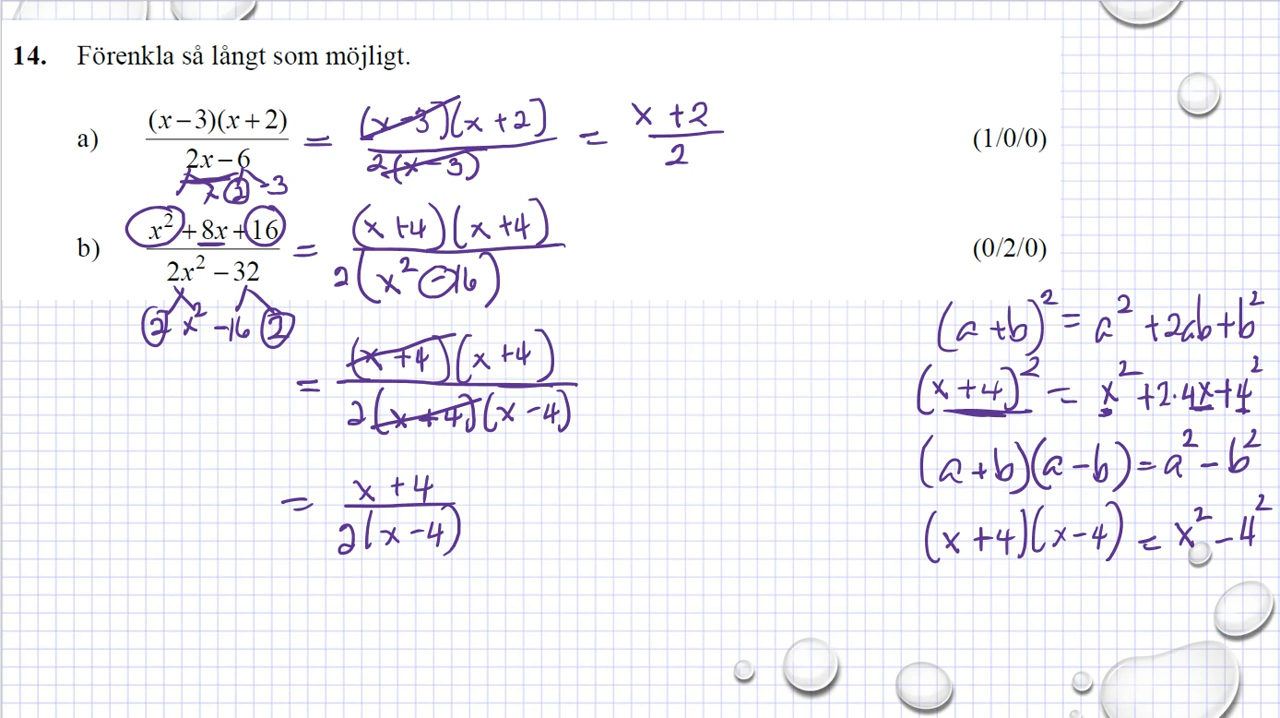 14. Förenkla så långt som möjligt.
a) (x−3)(x+2) / 2x−6 = (x−3)(x+2) / 2(x−3) = x+2 / 2 (1/0/0)
2 · 3
b) x²+8x+16 / 2x²−32 = (x+4)(x+4) / 2(x²−16) (0/2/0)
2 x² −16 2
= (x+4)(x+4) / 2(x+4)(x−4)
= x+4 / 2(x−4)
(a+b)² = a²+2ab+b²
(x+4)² = x²+2·4x+4²
(a+b)(a−b)=a²−b²
(x+4)(x−4) = x²−4²